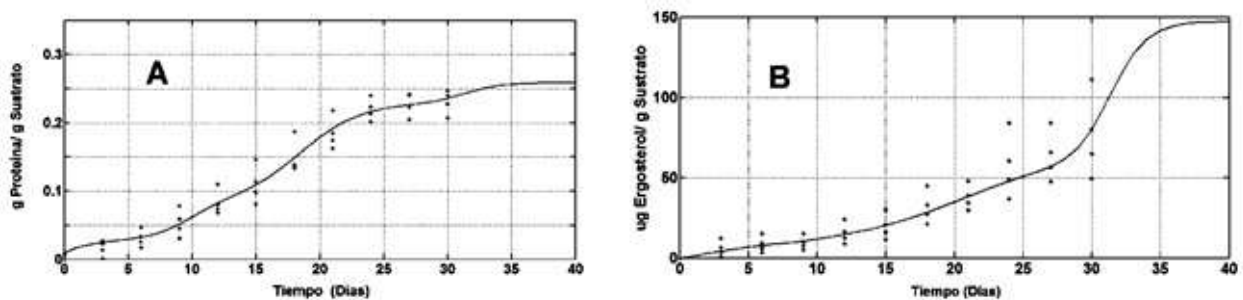 A
g Proteina/ g Sustrato
0.3
0.2
0.1
0
0 5 10 15 20 25 30 35 40
Tiempo (Dias)
B
ug Ergosterol/ g Sustrato
150
100
50
0
0 5 10 15 20 25 30 35 40
Tiempo (Dias)